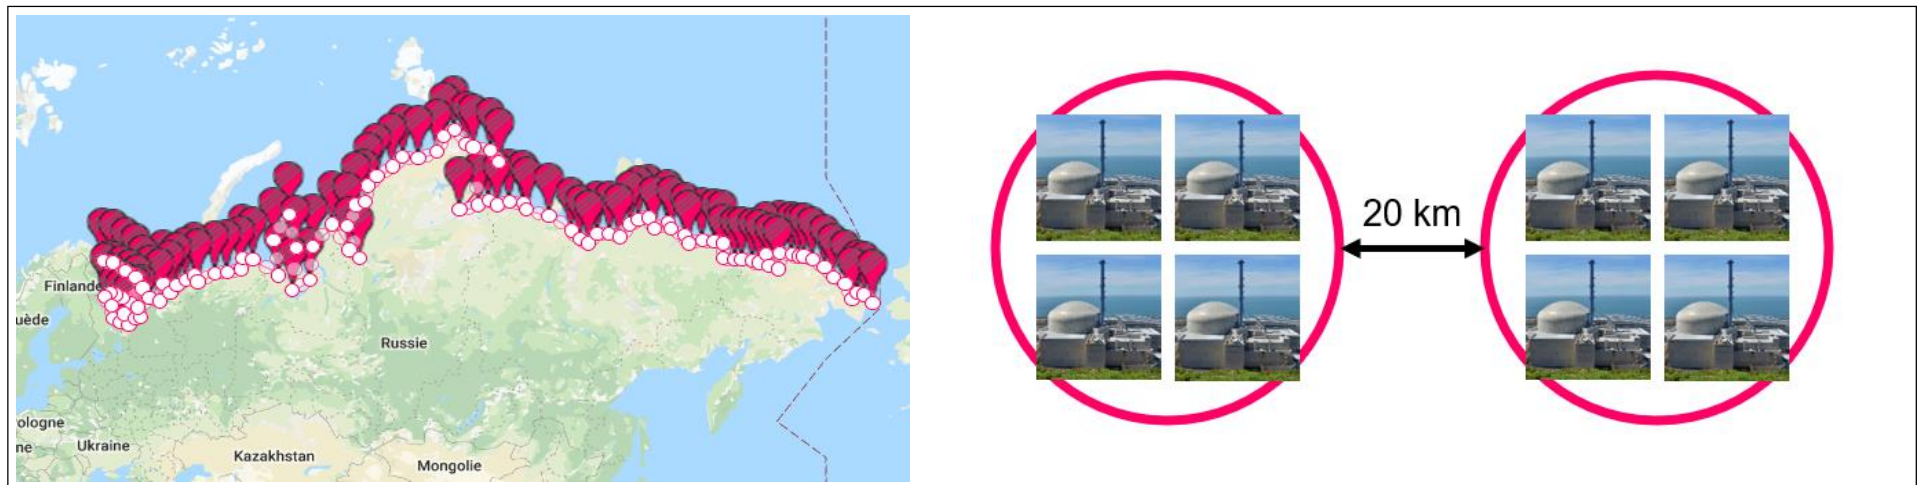 Finlande
uède
Russie
ologne
ne
Ukraine
Kazakhstan
Mongolie
20 km